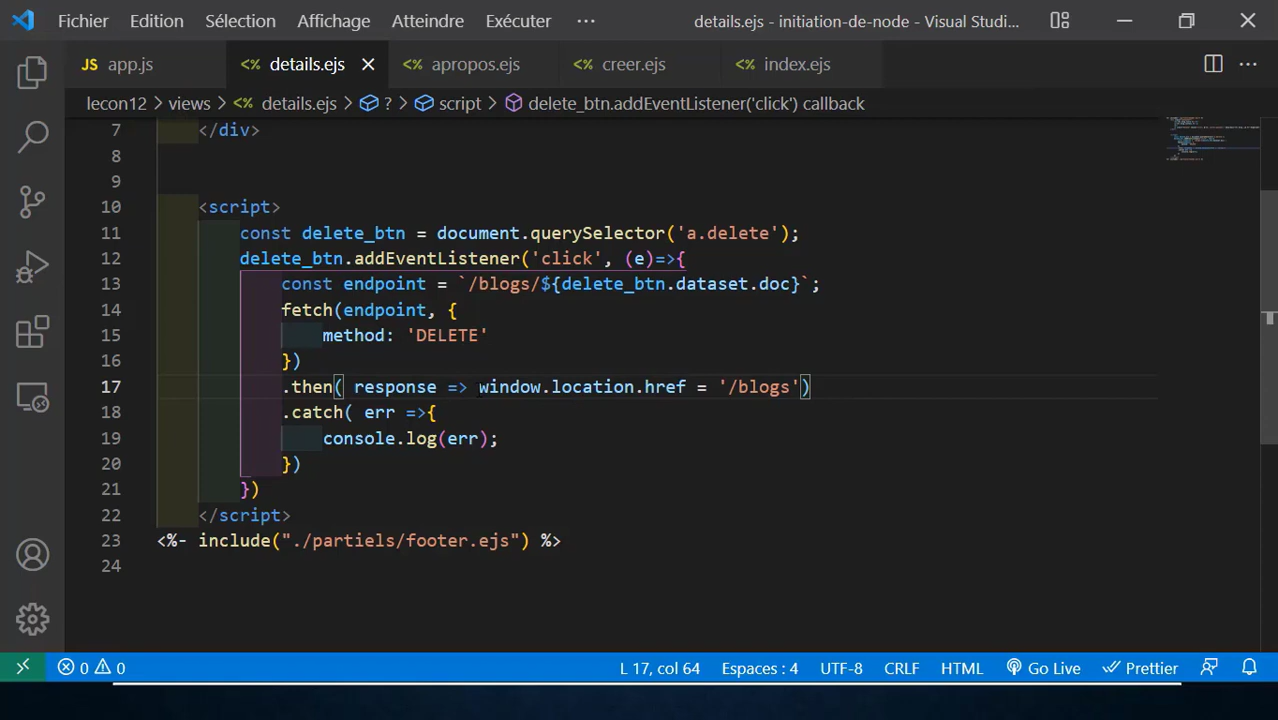 Fichier Edition Sélection Affichage Atteindre Exécuter ··· details.ejs - initiation-de-node - Visual Studi...
JS app.js <% details.ejs <% apropos.ejs <% creer.ejs <% index.ejs ···
lecon12 > views > <% details.ejs > ? > script > delete_btn.addEventListener('click') callback
7 </div>
8
9
10 <script>
11 const delete_btn = document.querySelector('a.delete');
12 delete_btn.addEventListener('click', (e)=>{
13 const endpoint = `/blogs/${delete_btn.dataset.doc}`;
14 fetch(endpoint, {
15 method: 'DELETE'
16 })
17 .then( response => window.location.href = '/blogs')
18 .catch( err =>{
19 console.log(err);
20 })
21 })
22 </script>
23 <%- include("./partiels/footer.ejs") %>
24
0 0 L 17, col 64 Espaces : 4 UTF-8 CRLF HTML Go Live Prettier